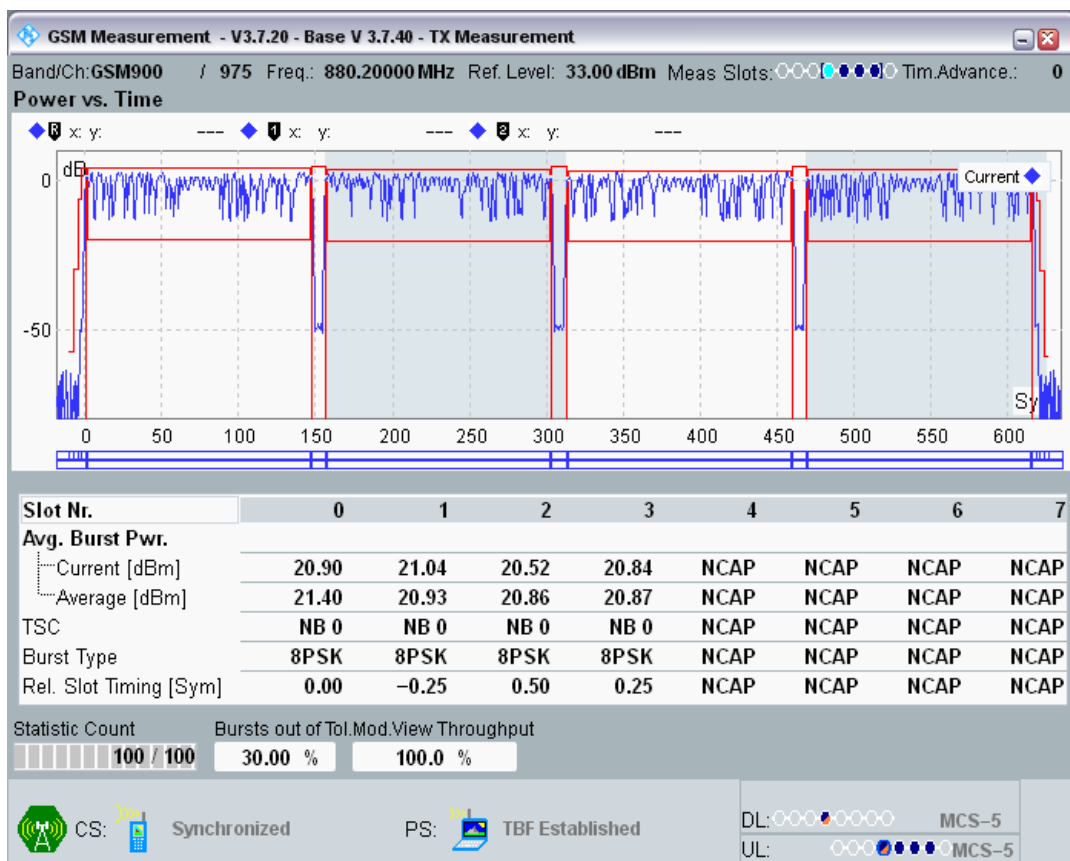 GSM Measurement - V3.7.20 - Base V 3.7.40 - TX Measurement
Band/Ch:GSM900 / 975 Freq.: 880.20000 MHz Ref. Level: 33.00 dBm Meas Slots: Tim.Advance.: 0
Power vs. Time
R x: y: --- 1 x: y: --- 2 x: y: ---
dB
Current
0
-50
Sy
0 50 100 150 200 250 300 350 400 450 500 550 600
Slot Nr. 0 1 2 3 4 5 6 7
Avg. Burst Pwr.
Current [dBm] 20.90 21.04 20.52 20.84 NCAP NCAP NCAP NCAP
Average [dBm] 21.40 20.93 20.86 20.87 NCAP NCAP NCAP NCAP
TSC NB 0 NB 0 NB 0 NB 0 NCAP NCAP NCAP NCAP
Burst Type 8PSK 8PSK 8PSK 8PSK NCAP NCAP NCAP NCAP
Rel. Slot Timing [Sym] 0.00 −0.25 0.50 0.25 NCAP NCAP NCAP NCAP
Statistic Count Bursts out of Tol. Mod.View Throughput
100 / 100 30.00 % 100.0 %
CS: Synchronized PS: TBF Established
DL: MCS−5
UL: MCS−5